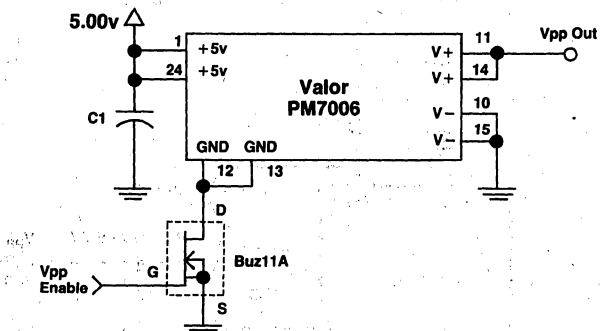 5.00v
Vpp Out
1
+5v
24
+5v
Valor
PM7006
V+
11
V+
14
V−
10
V−
15
C1
GND
GND
12
13
D
Buz11A
G
Vpp
Enable
S